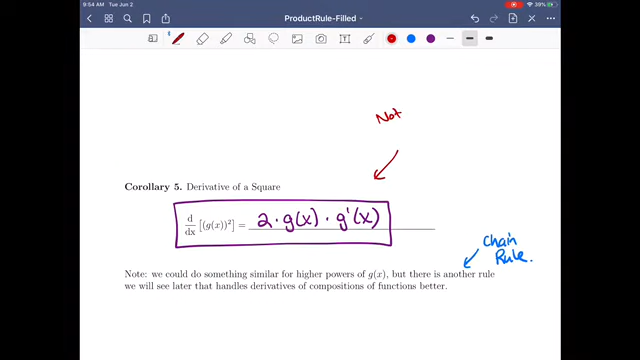 9:54 AM Tue Jun 2
39%
ProductRule-Filled
Not
Corollary 5. Derivative of a Square
d/dx [(g(x))²] = 2 · g(x) · g'(x)
Chain
Rule.
Note: we could do something similar for higher powers of g(x), but there is another rule
we will see later that handles derivatives of compositions of functions better.